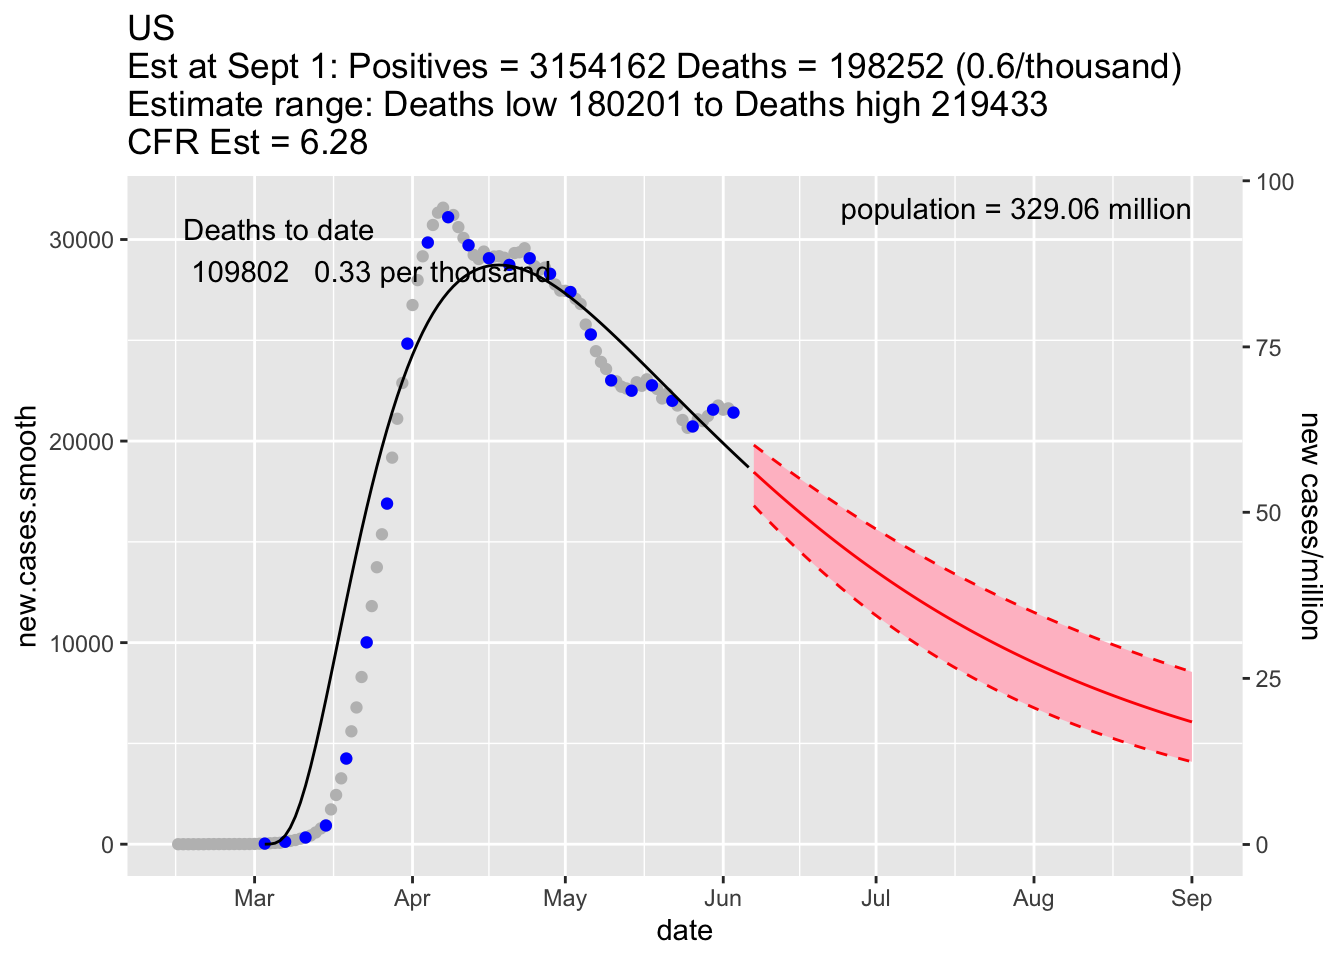 US
Est at Sept 1: Positives = 3154162 Deaths = 198252 (0.6/thousand)
Estimate range: Deaths low 180201 to Deaths high 219433
CFR Est = 6.28
Deaths to date
109802 0.33 per thousand
population = 329.06 million
new.cases.smooth
30000
20000
10000
0
100
75
50
25
0
new cases/million
Mar Apr May Jun Jul Aug Sep
date